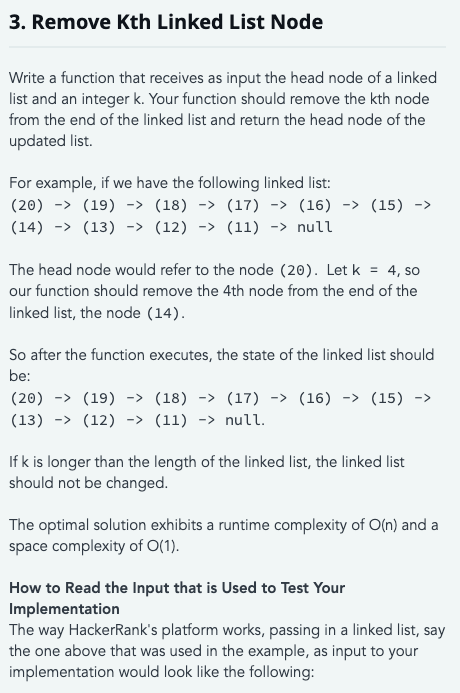 3. Remove Kth Linked List Node
Write a function that receives as input the head node of a linked
list and an integer k. Your function should remove the kth node
from the end of the linked list and return the head node of the
updated list.
For example, if we have the following linked list:
(20) -> (19) -> (18) -> (17) -> (16) -> (15) ->
(14) -> (13) -> (12) -> (11) -> null
The head node would refer to the node (20). Let k = 4, so
our function should remove the 4th node from the end of the
linked list, the node (14).
So after the function executes, the state of the linked list should
be:
(20) -> (19) -> (18) -> (17) -> (16) -> (15) ->
(13) -> (12) -> (11) -> null.
If k is longer than the length of the linked list, the linked list
should not be changed.
The optimal solution exhibits a runtime complexity of O(n) and a
space complexity of O(1).
How to Read the Input that is Used to Test Your
Implementation
The way HackerRank's platform works, passing in a linked list, say
the one above that was used in the example, as input to your
implementation would look like the following: